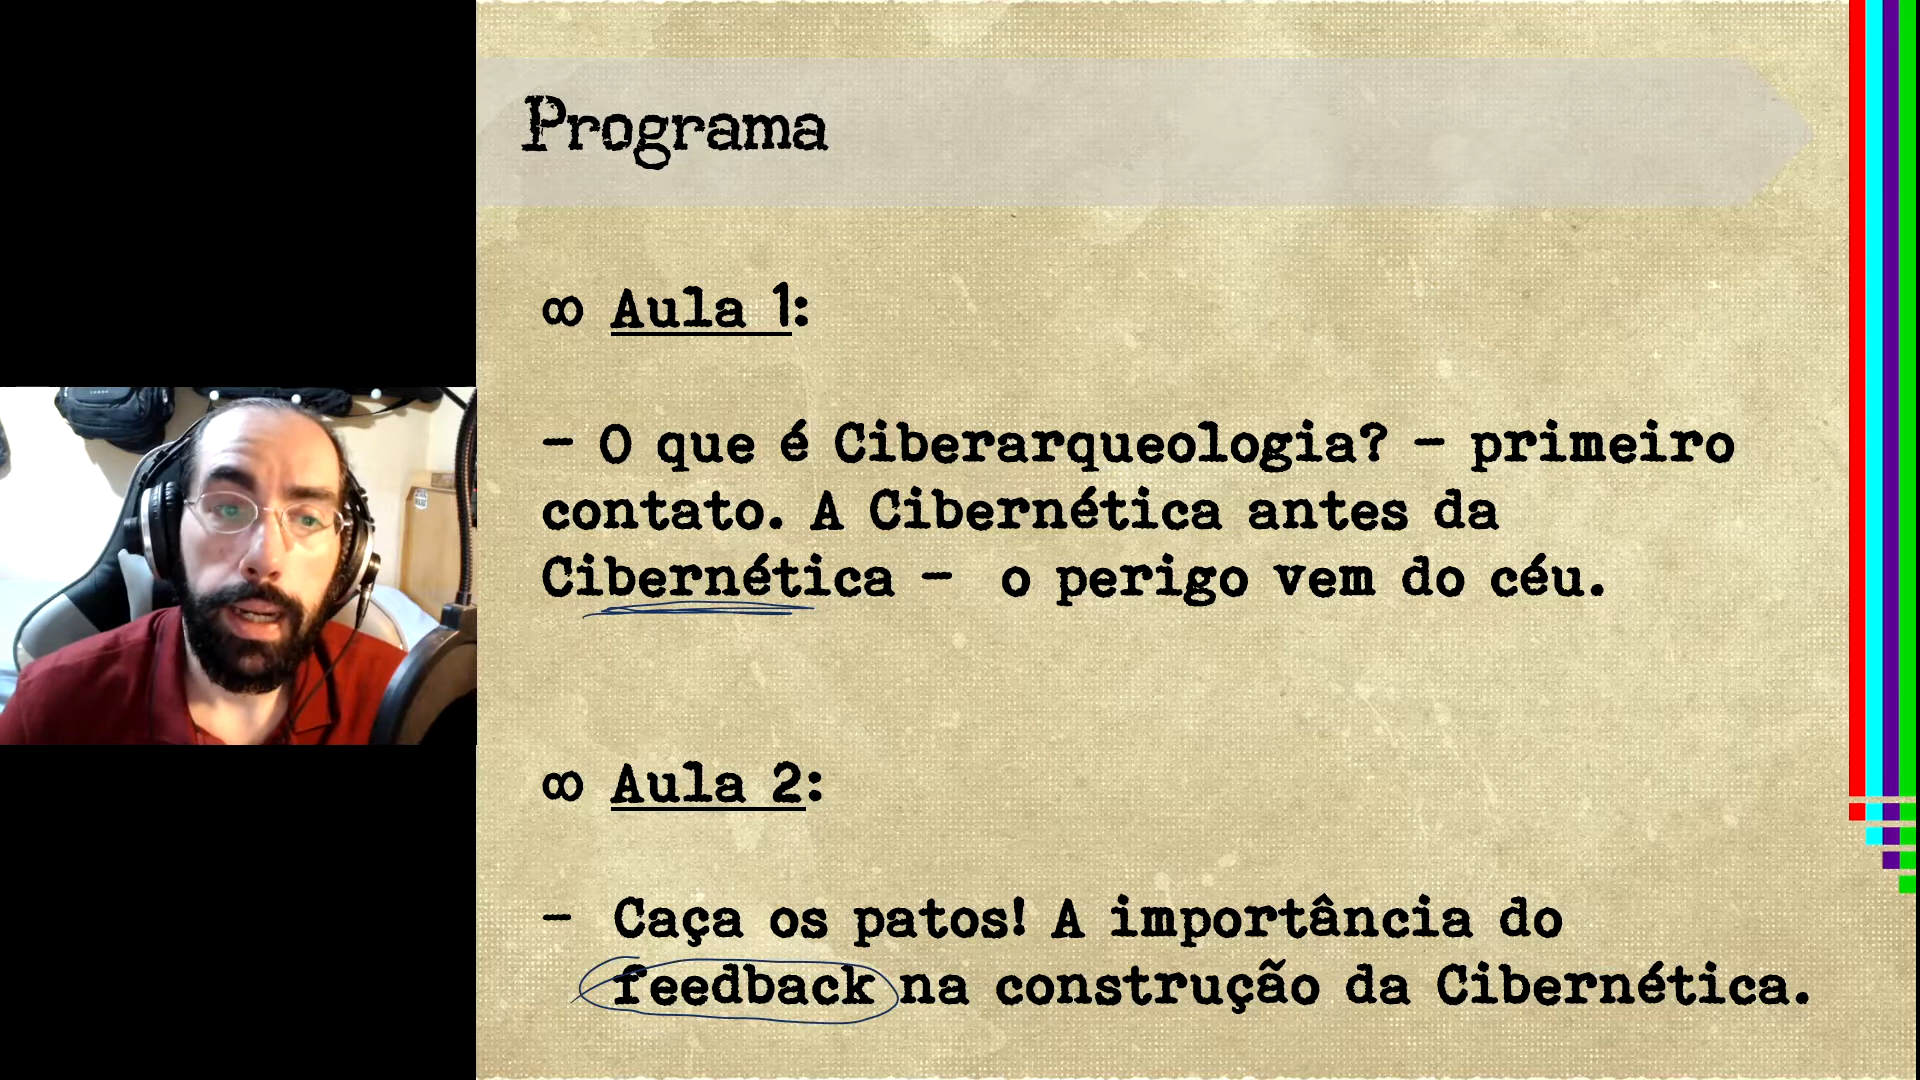 Programa
∞ Aula 1:
- O que é Ciberarqueologia? - primeiro
contato. A Cibernética antes da
Cibernética - o perigo vem do céu.
∞ Aula 2:
- Caça os patos! A importância do
feedback na construção da Cibernética.